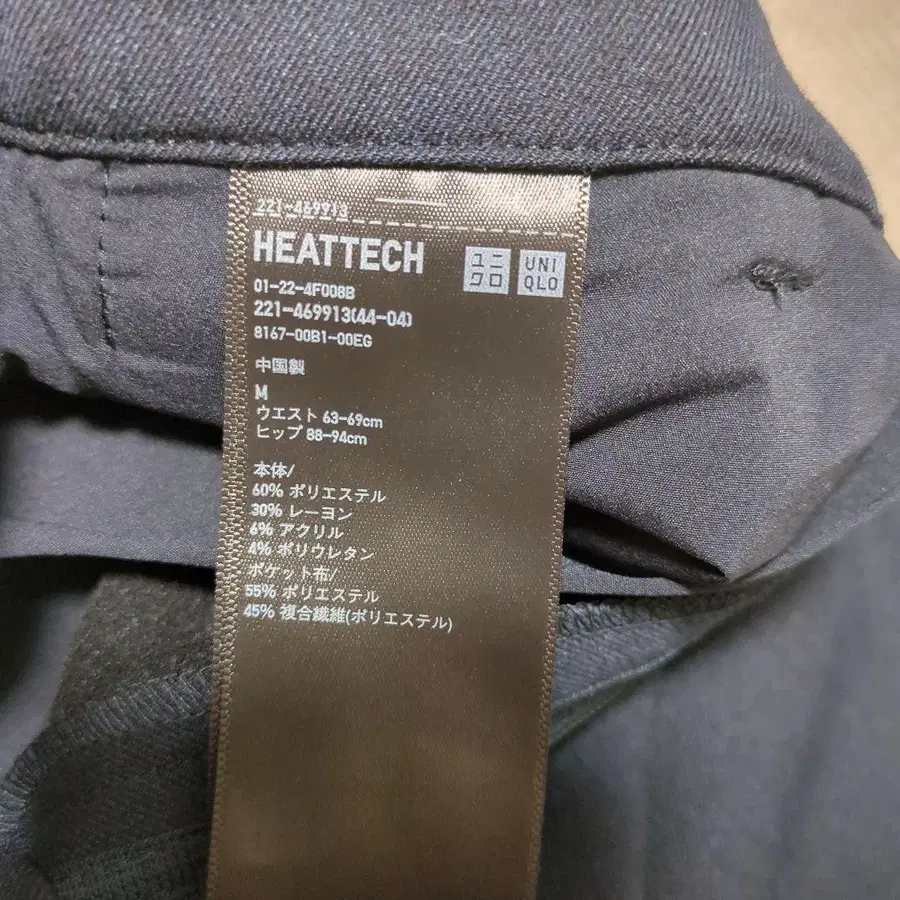 221-469913
HEATTECH
ユニ
クロ
UNI
QLO
01-22-4F008B
221-469913(44-04)
8167-00B1-00EG
中国製
M
ウエスト 63-69cm
ヒップ 88-94cm
本体/
60% ポリエステル
30% レーヨン
6% アクリル
4% ポリウレタン
ポケット布/
55% ポリエステル
45% 複合繊維(ポリエステル)